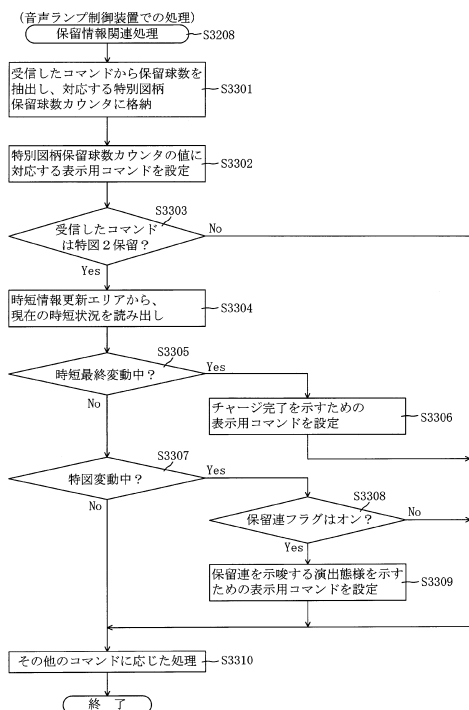 (音声ランプ制御装置での処理)
保留情報関連処理
S3208
受信したコマンドから保留球数を
抽出し、対応する特別図柄
保留球数カウンタに格納
S3301
特別図柄保留球数カウンタの値に
対応する表示用コマンドを設定
S3302
S3303
受信したコマンド
は特図2保留?
No
Yes
時短情報更新エリアから、
現在の時短状況を読み出し
S3304
S3305
時短最終変動中?
Yes
No
チャージ完了を示すための
表示用コマンドを設定
S3306
S3307
特図変動中?
Yes
No
S3308
保留連フラグはオン?
No
Yes
保留連を示唆する演出態様を示す
ための表示用コマンドを設定
S3309
その他のコマンドに応じた処理
S3310
終 了